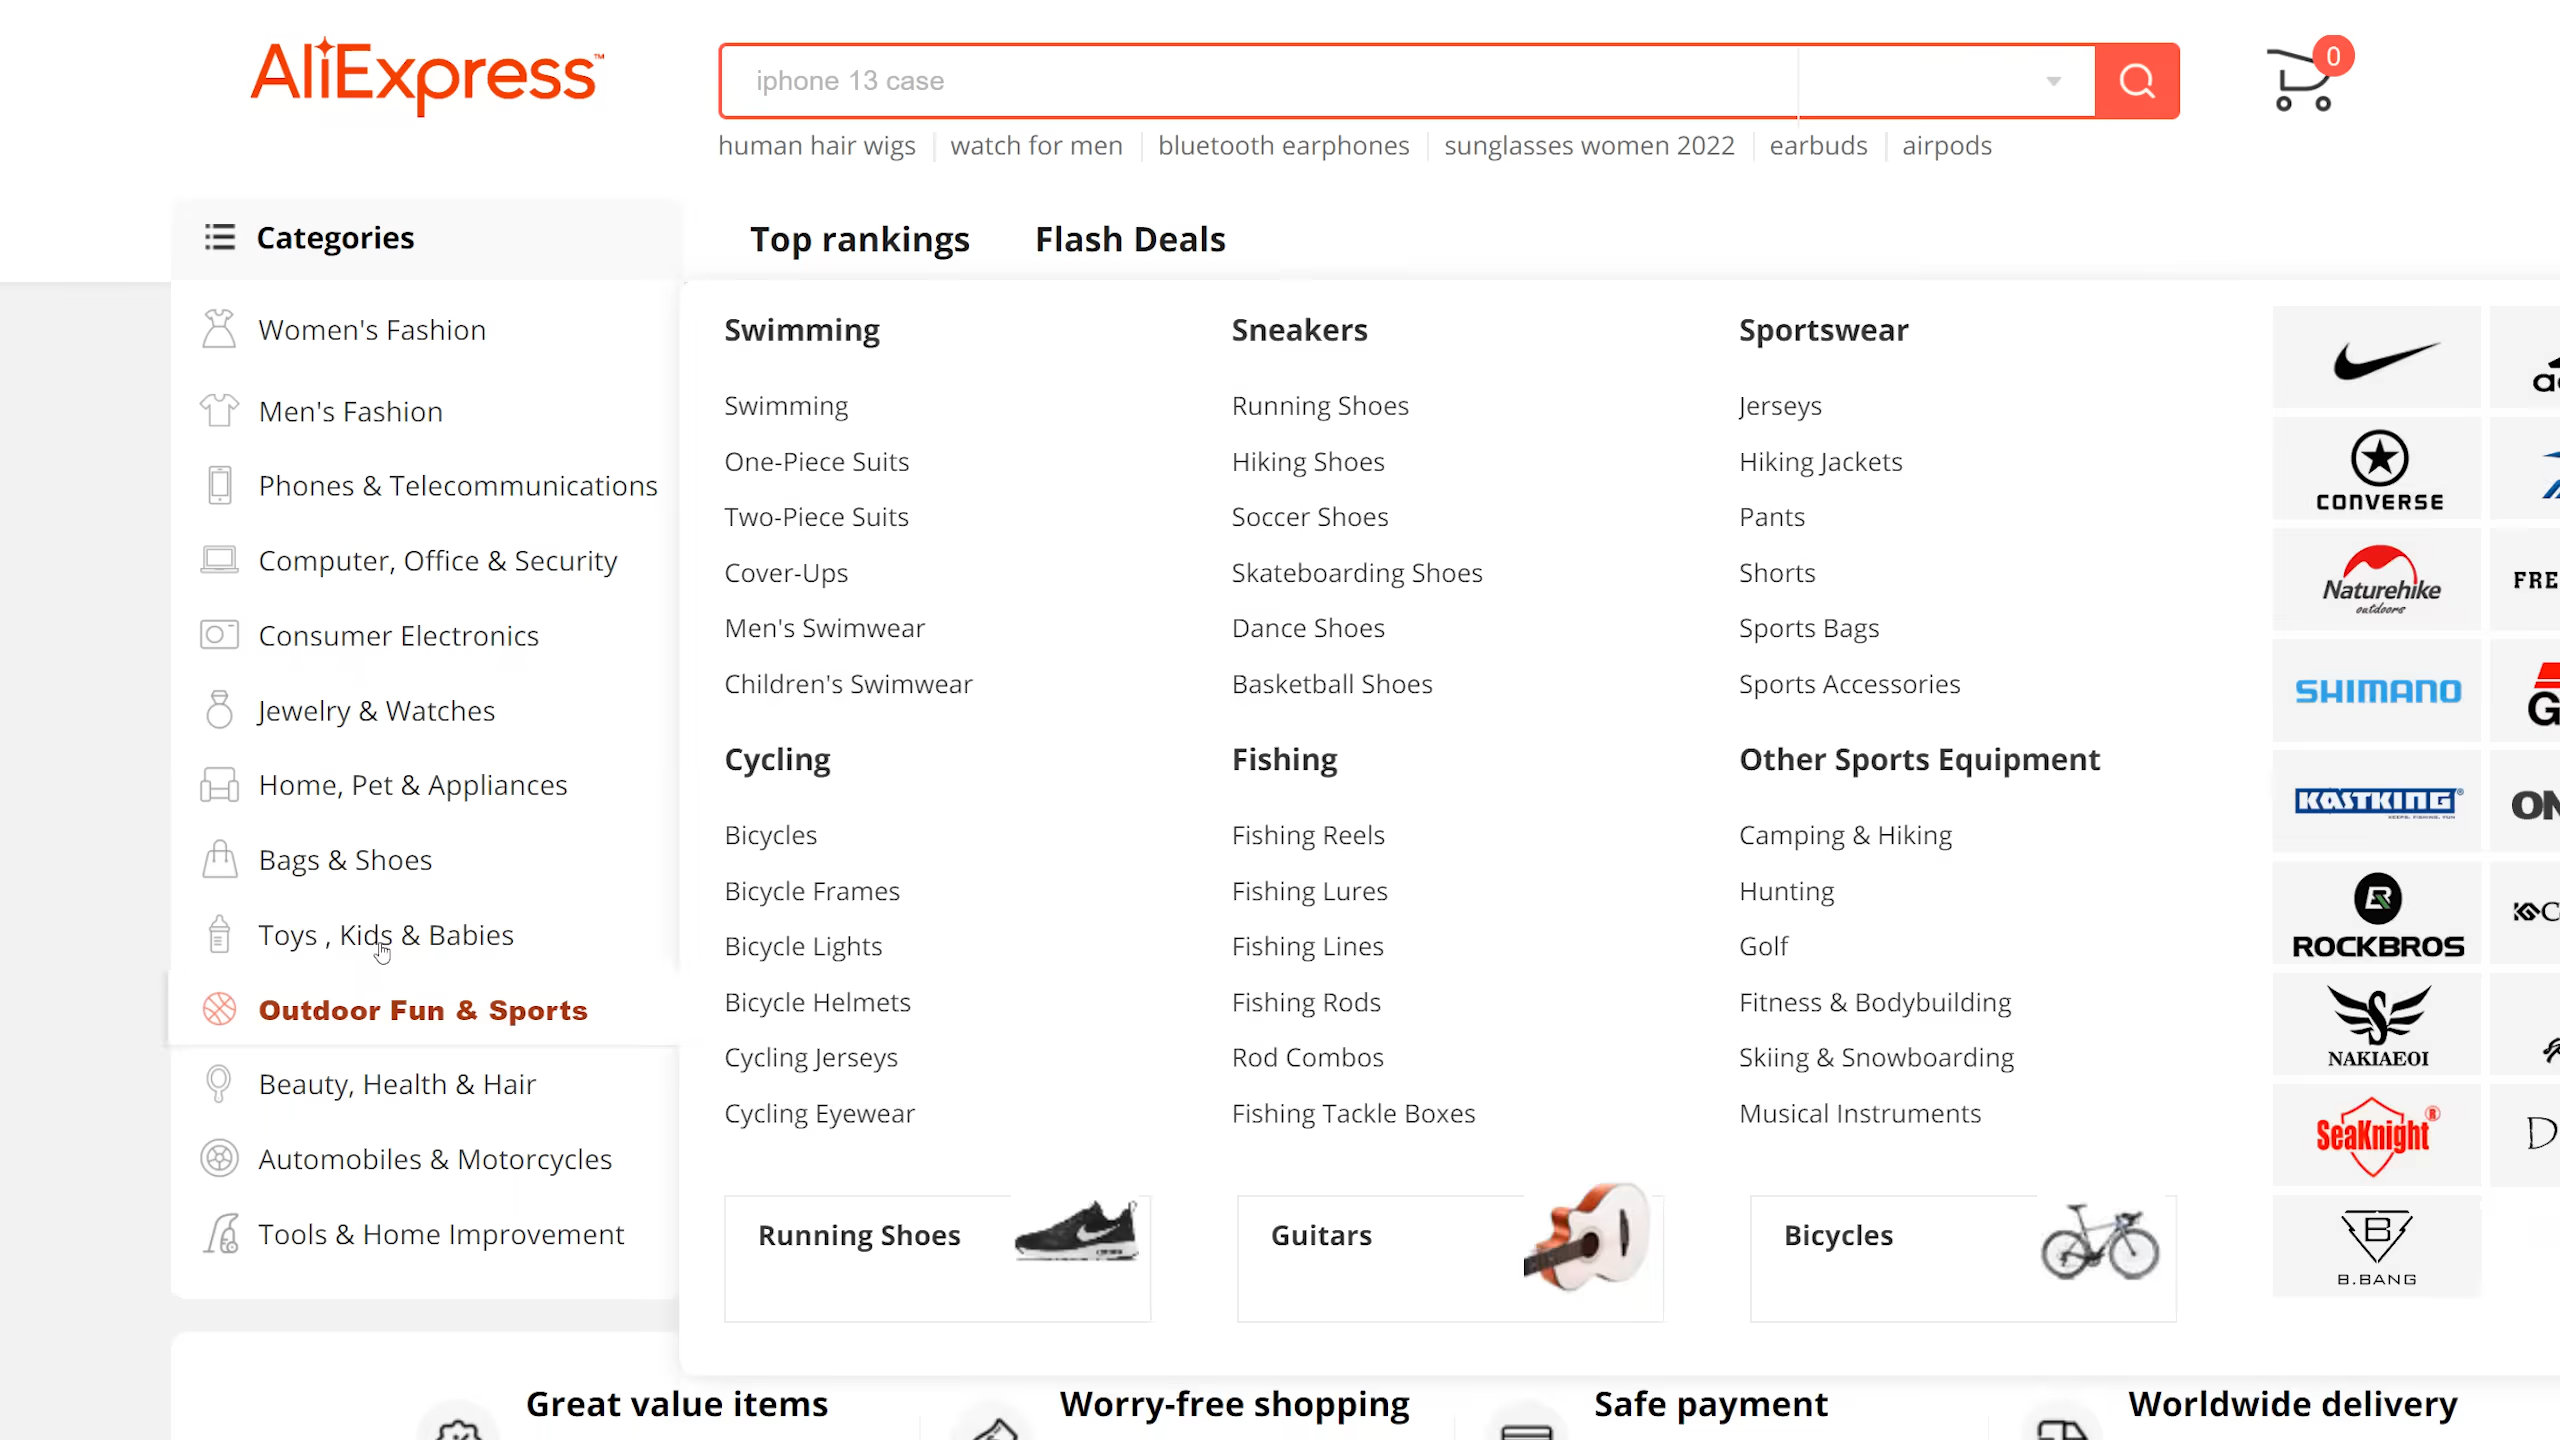 AliExpress™
iphone 13 case
0
human hair wigs
watch for men
bluetooth earphones
sunglasses women 2022
earbuds
airpods
Categories
Top rankings
Flash Deals
Women's Fashion
Men's Fashion
Phones & Telecommunications
Computer, Office & Security
Consumer Electronics
Jewelry & Watches
Home, Pet & Appliances
Bags & Shoes
Toys , Kids & Babies
Outdoor Fun & Sports
Beauty, Health & Hair
Automobiles & Motorcycles
Tools & Home Improvement
Swimming
Swimming
One-Piece Suits
Two-Piece Suits
Cover-Ups
Men's Swimwear
Children's Swimwear
Sneakers
Running Shoes
Hiking Shoes
Soccer Shoes
Skateboarding Shoes
Dance Shoes
Basketball Shoes
Sportswear
Jerseys
Hiking Jackets
Pants
Shorts
Sports Bags
Sports Accessories
Cycling
Bicycles
Bicycle Frames
Bicycle Lights
Bicycle Helmets
Cycling Jerseys
Cycling Eyewear
Fishing
Fishing Reels
Fishing Lures
Fishing Lines
Fishing Rods
Rod Combos
Fishing Tackle Boxes
Other Sports Equipment
Camping & Hiking
Hunting
Golf
Fitness & Bodybuilding
Skiing & Snowboarding
Musical Instruments
Running Shoes
Guitars
Bicycles
CONVERSE
Naturehike
outdoors
FRE
SHIMANO
G
KASTKING®
ON
ROCKBROS
NAKIAEOI
SeaKnight®
D
B
B.BANG
Great value items
Worry-free shopping
Safe payment
Worldwide delivery